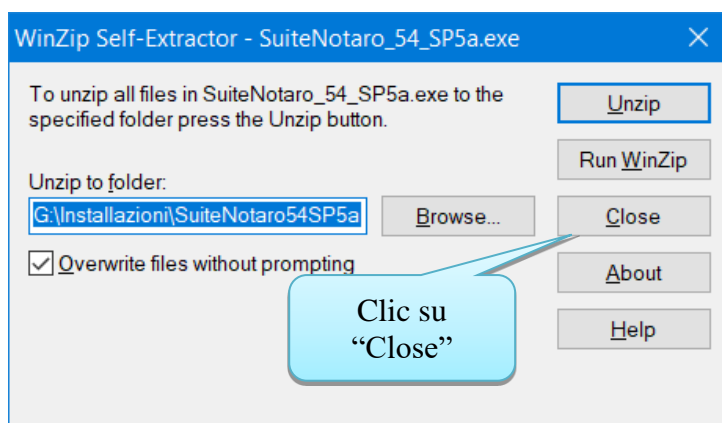 WinZip Self-Extractor - SuiteNotaro_54_SP5a.exe
To unzip all files in SuiteNotaro_54_SP5a.exe to the
specified folder press the Unzip button.
Unzip to folder:
G:\Installazioni\SuiteNotaro54SP5a
Browse...
Overwrite files without prompting
Unzip
Run WinZip
Close
About
Help
Clic su
“Close”